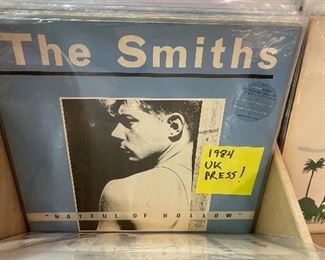 The Smiths
1984
UK
PRESS!
"HATFUL OF HOLLOW"